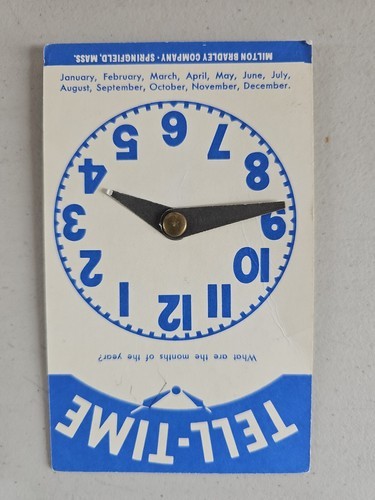 TELL-TIME
What are the months of the year?
12
11
1
10
2
9
3
8
4
7
5
6
January, February, March, April, May, June, July,
August, September, October, November, December.
MILTON BRADLEY COMPANY · SPRINGFIELD, MASS.